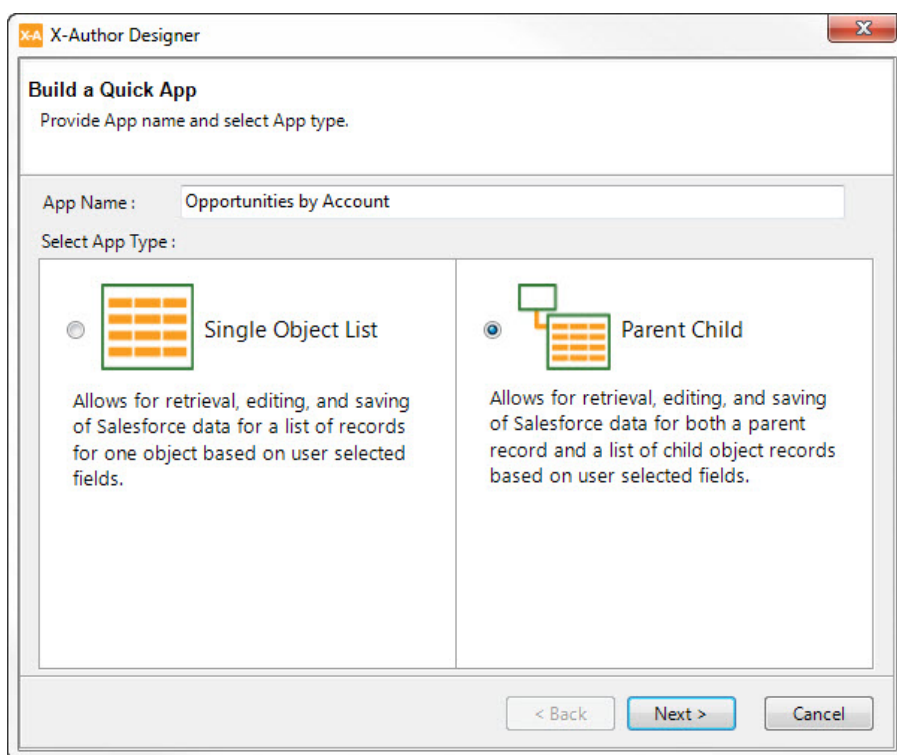 X-A X-Author Designer
Build a Quick App
Provide App name and select App type.
App Name : Opportunities by Account
Select App Type :
Single Object List
Allows for retrieval, editing, and saving
of Salesforce data for a list of records
for one object based on user selected
fields.
Parent Child
Allows for retrieval, editing, and saving
of Salesforce data for both a parent
record and a list of child object records
based on user selected fields.
< Back Next > Cancel